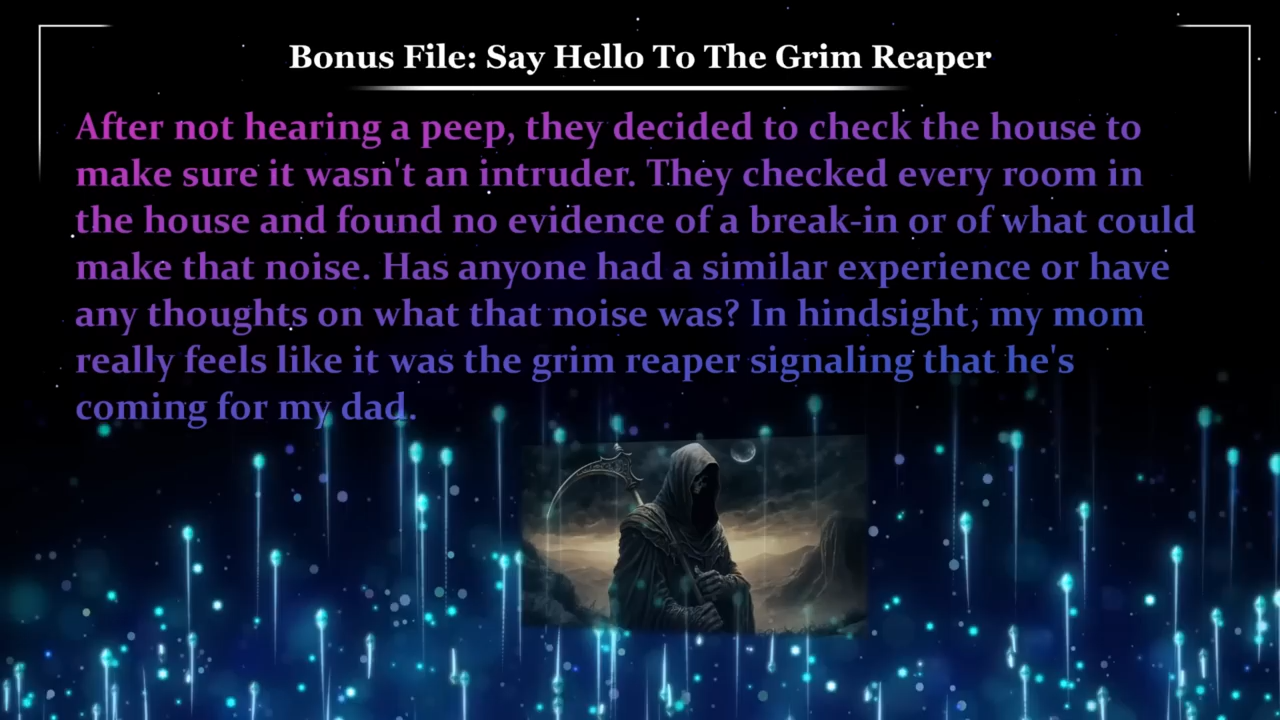 Bonus File: Say Hello To The Grim Reaper
After not hearing a peep, they decided to check the house to
make sure it wasn't an intruder. They checked every room in
the house and found no evidence of a break-in or of what could
make that noise. Has anyone had a similar experience or have
any thoughts on what that noise was? In hindsight, my mom
really feels like it was the grim reaper signaling that he's
coming for my dad.